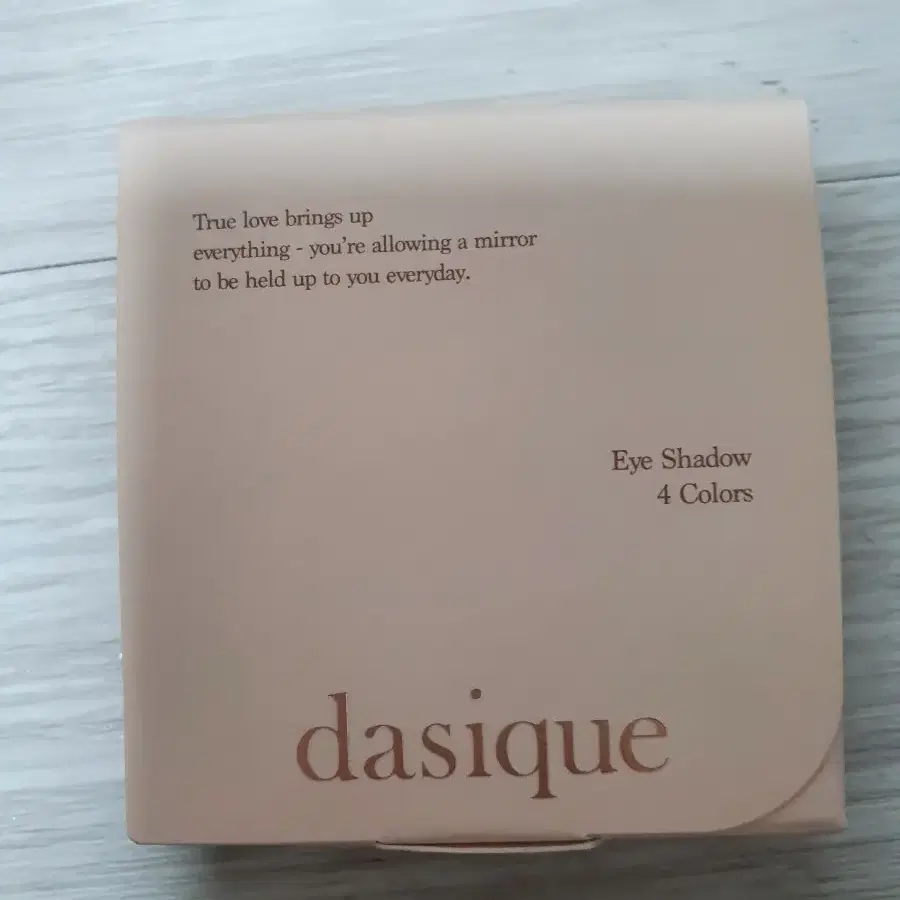 True love brings up
everything - you're allowing a mirror
to be held up to you everyday.
Eye Shadow
4 Colors
dasique